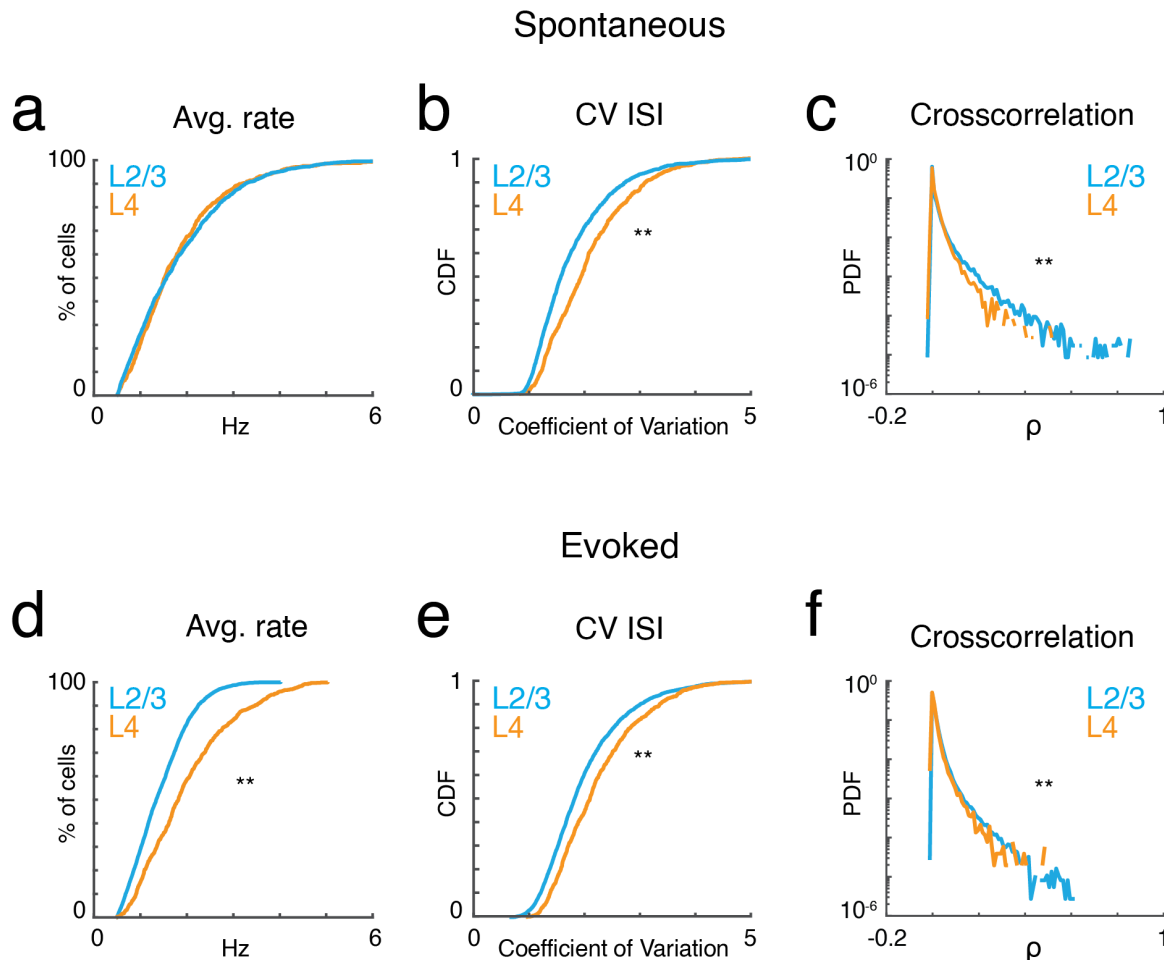 Spontaneous
a
Avg. rate
100
L2/3
L4
% of cells
0
0
6
Hz
b
CV ISI
1
L2/3
L4
**
CDF
0
0
5
Coefficient of Variation
c
Crosscorrelation
10⁰
L2/3
L4
**
PDF
10⁻⁶
-0.2
1
ρ
Evoked
d
Avg. rate
100
L2/3
L4
**
% of cells
0
0
6
Hz
e
CV ISI
1
L2/3
L4
**
CDF
0
0
5
Coefficient of Variation
f
Crosscorrelation
10⁰
L2/3
L4
**
PDF
10⁻⁶
-0.2
1
ρ